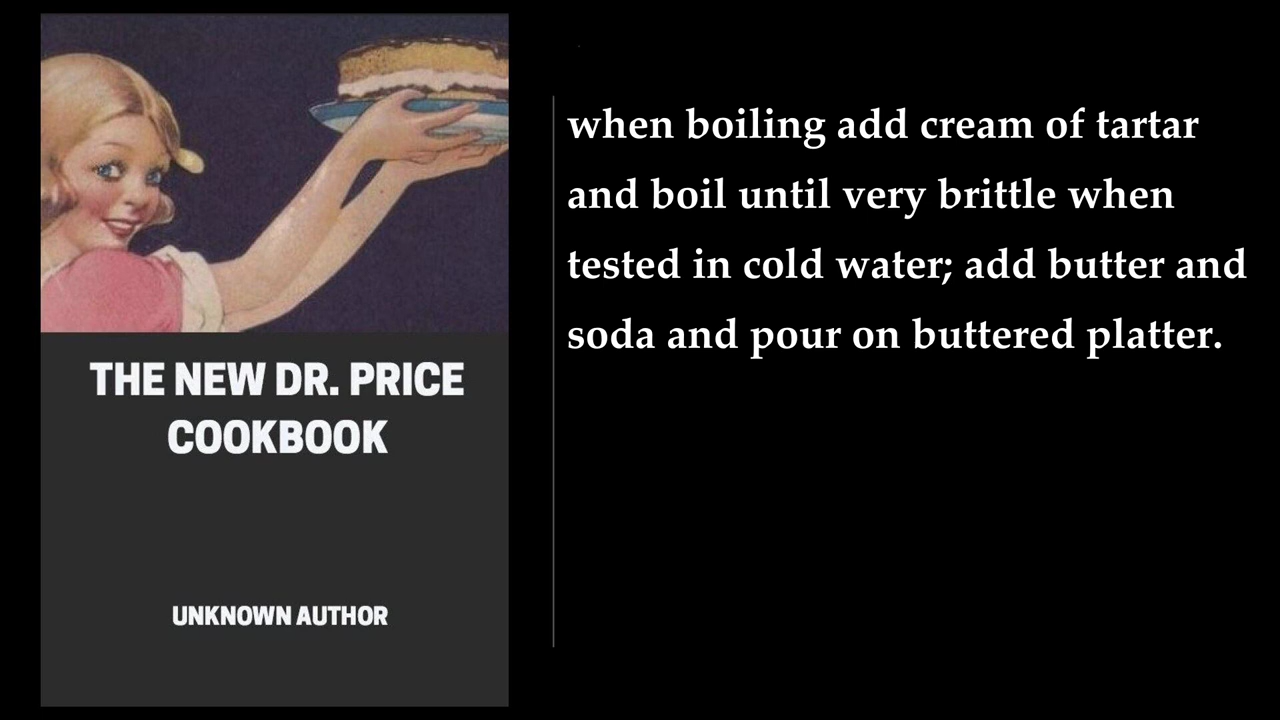 THE NEW DR. PRICE
COOKBOOK
UNKNOWN AUTHOR
when boiling add cream of tartar
and boil until very brittle when
tested in cold water; add butter and
soda and pour on buttered platter.